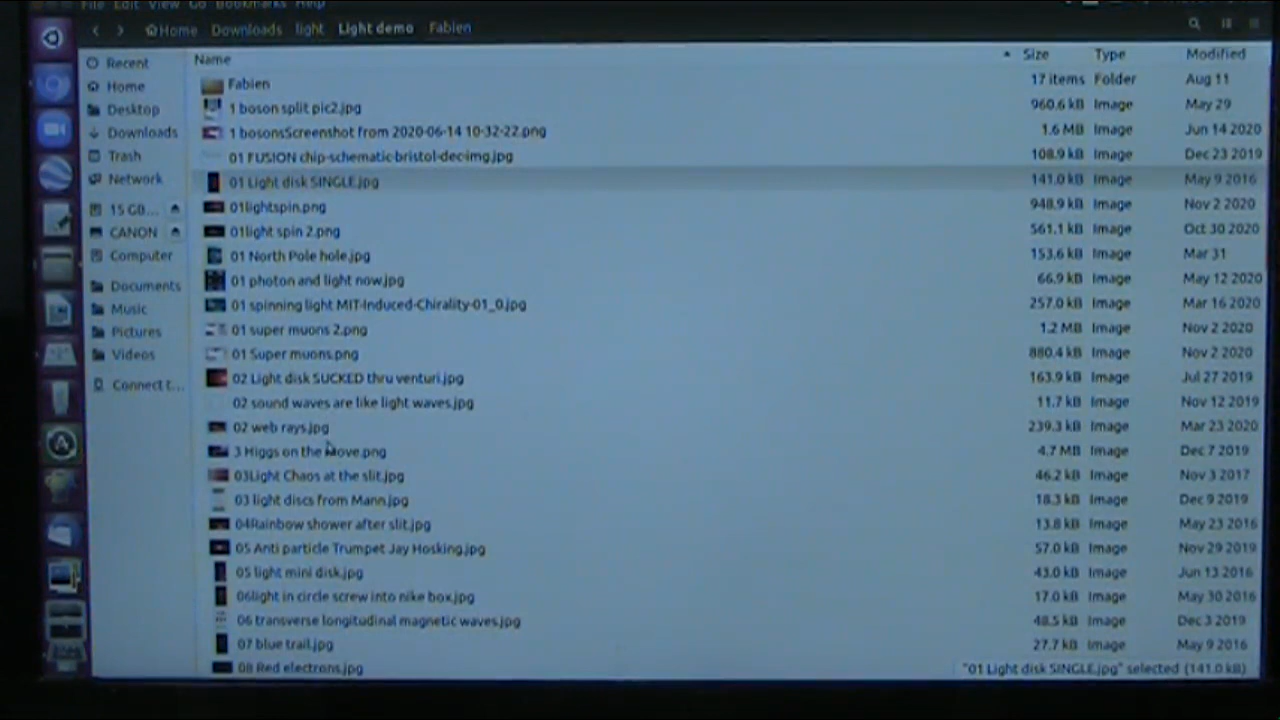 File Edit View Go Bookmarks Help
Home Downloads light Light demo Fabien
Name Size Type Modified
Recent
Home
Desktop
Downloads
Trash
Network
15 GB...
CANON
Computer
Documents
Music
Pictures
Videos
Connect t...
Fabien 17 items Folder Aug 11
1 boson split pic2.jpg 960.6 kB Image May 29
1 bosonsScreenshot from 2020-06-14 10-32-22.png 1.6 MB Image Jun 14 2020
01 FUSION chip-schematic-bristol-dec-img.jpg 108.9 kB Image Dec 23 2019
01 Light disk SINGLE.jpg 141.0 kB Image May 9 2016
01lightspin.png 948.9 kB Image Nov 2 2020
01light spin 2.png 561.1 kB Image Oct 30 2020
01 North Pole hole.jpg 153.6 kB Image Mar 31
01 photon and light now.jpg 66.9 kB Image May 12 2020
01 spinning light MIT-Induced-Chirality-01_0.jpg 257.0 kB Image Mar 16 2020
01 super muons 2.png 1.2 MB Image Nov 2 2020
01 Super muons.png 880.4 kB Image Nov 2 2020
02 Light disk SUCKED thru venturi.jpg 163.9 kB Image Jul 27 2019
02 sound waves are like light waves.jpg 11.7 kB Image Nov 12 2019
02 web rays.jpg 239.3 kB Image Mar 23 2020
3 Higgs on the Move.png 4.7 MB Image Dec 7 2019
03Light Chaos at the slit.jpg 46.2 kB Image Nov 3 2017
03 light discs from Mann.jpg 18.3 kB Image Dec 9 2019
04Rainbow shower after slit.jpg 13.8 kB Image May 23 2016
05 Anti particle Trumpet Jay Hosking.jpg 57.0 kB Image Nov 29 2019
05 light mini disk.jpg 43.0 kB Image Jun 13 2016
06light in circle screw into nike box.jpg 17.0 kB Image May 30 2016
06 transverse longitudinal magnetic waves.jpg 48.5 kB Image Dec 3 2019
07 blue trail.jpg 27.7 kB Image May 9 2016
08 Red electrons.jpg
"01 Light disk SINGLE.jpg" selected (141.0 kB)